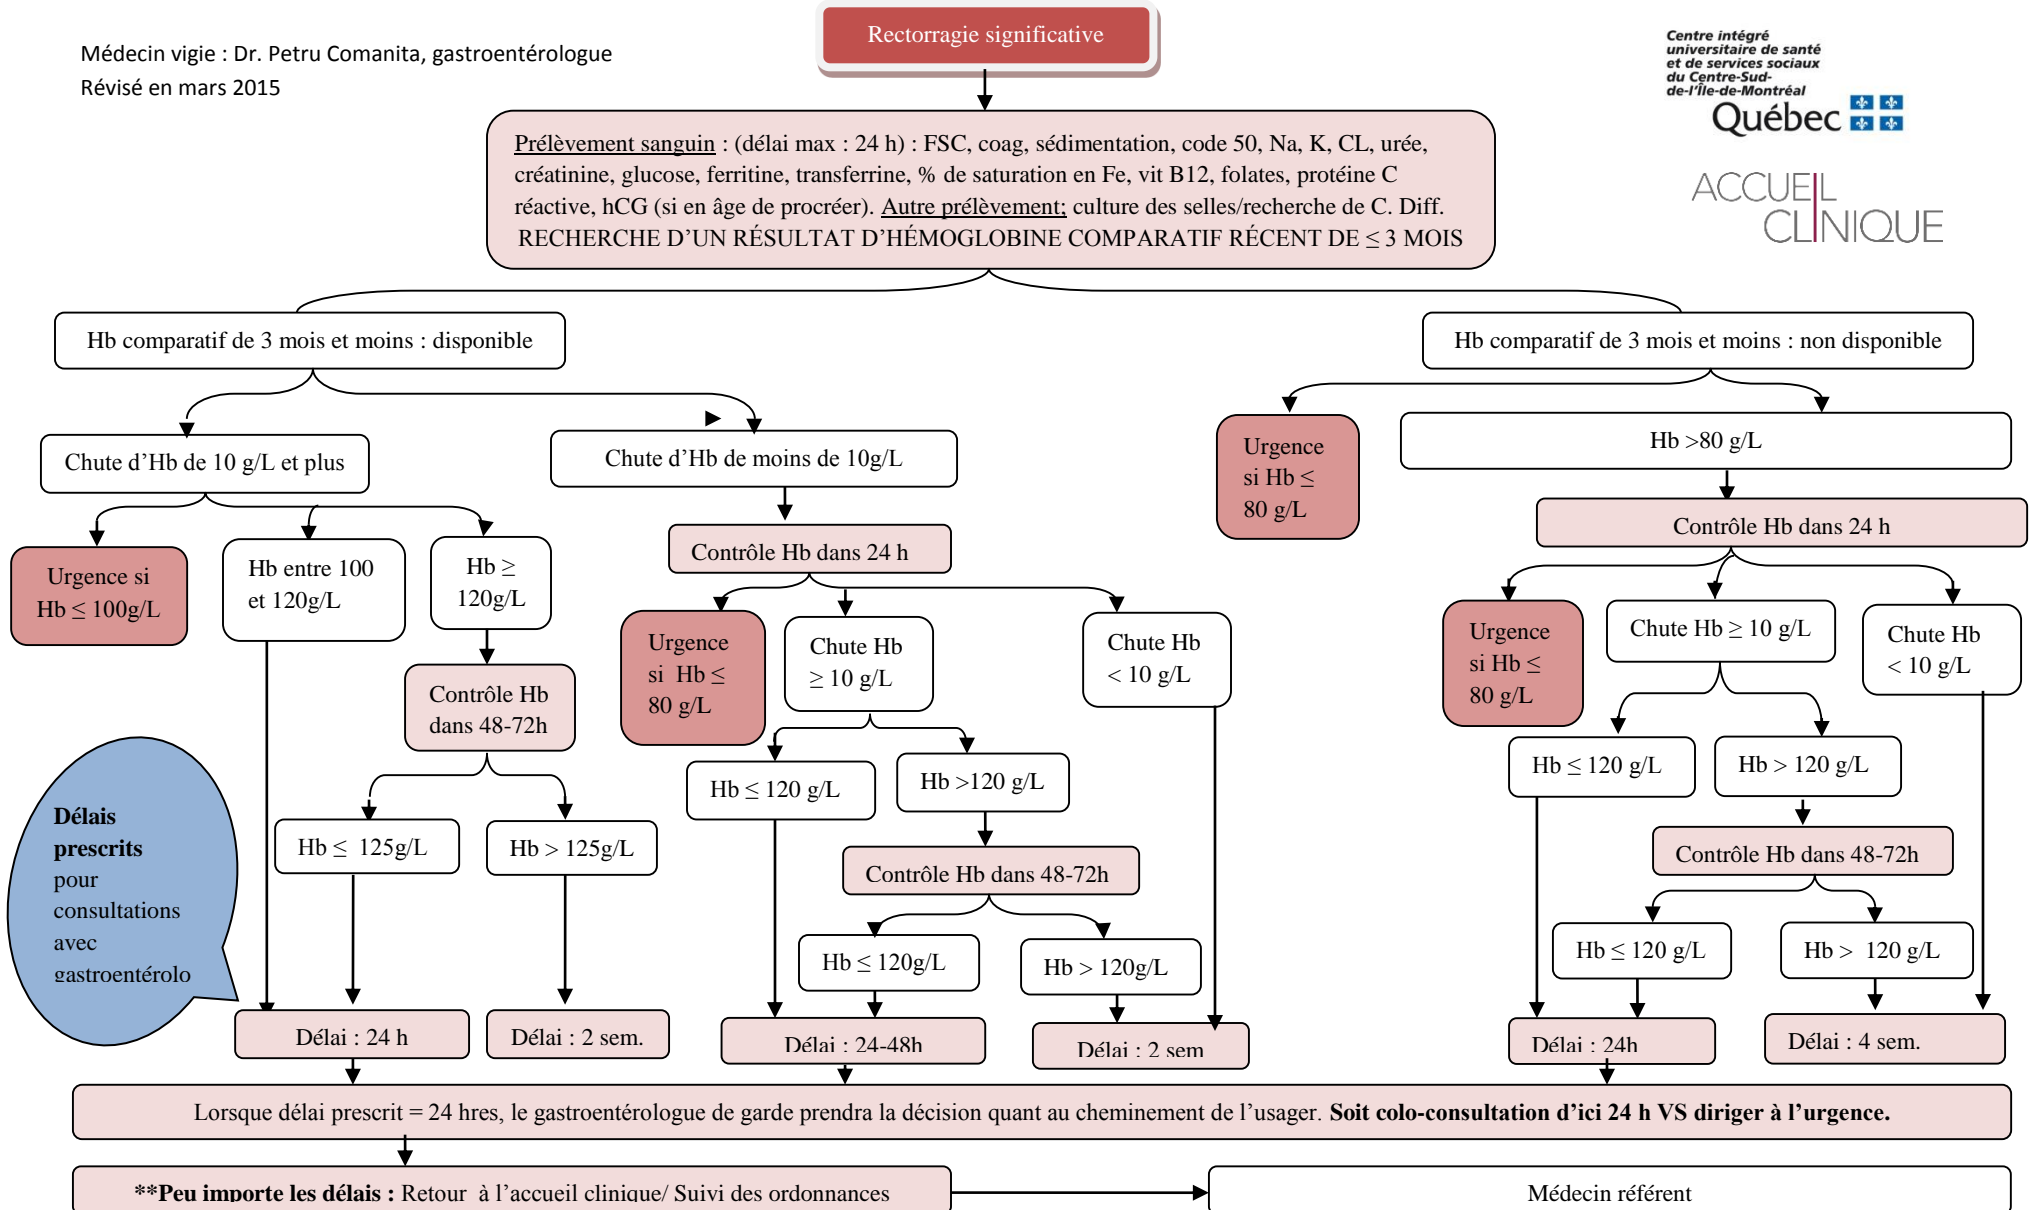 Médecin vigie : Dr. Petru Comanita, gastroentérologue
Révisé en mars 2015
Rectorragie significative
Centre intégré
universitaire de santé
et de services sociaux
du Centre-Sud-
de-l'Île-de-Montréal
Québec
ACCUEIL
CLINIQUE
Prélèvement sanguin : (délai max : 24 h) : FSC, coag, sédimentation, code 50, Na, K, CL, urée,
créatinine, glucose, ferritine, transferrine, % de saturation en Fe, vit B12, folates, protéine C
réactive, hCG (si en âge de procréer). Autre prélèvement; culture des selles/recherche de C. Diff.
RECHERCHE D'UN RÉSULTAT D'HÉMOGLOBINE COMPARATIF RÉCENT DE ≤ 3 MOIS
Hb comparatif de 3 mois et moins : disponible
Hb comparatif de 3 mois et moins : non disponible
Chute d'Hb de 10 g/L et plus
Chute d'Hb de moins de 10g/L
Urgence
si Hb ≤
80 g/L
Hb >80 g/L
Urgence si
Hb ≤ 100g/L
Hb entre 100
et 120g/L
Hb ≥
120g/L
Contrôle Hb dans 24 h
Contrôle Hb dans 24 h
Contrôle Hb
dans 48-72h
Urgence
si Hb ≤
80 g/L
Chute Hb
≥ 10 g/L
Chute Hb
< 10 g/L
Urgence
si Hb ≤
80 g/L
Chute Hb ≥ 10 g/L
Chute Hb
< 10 g/L
Hb ≤ 120 g/L
Hb >120 g/L
Hb ≤ 120 g/L
Hb > 120 g/L
Délais
prescrits
pour
consultations
avec
gastroentérolo
Hb ≤ 125g/L
Hb > 125g/L
Contrôle Hb dans 48-72h
Contrôle Hb dans 48-72h
Hb ≤ 120g/L
Hb > 120g/L
Hb ≤ 120 g/L
Hb > 120 g/L
Délai : 24 h
Délai : 2 sem.
Délai : 24-48h
Délai : 2 sem
Délai : 24h
Délai : 4 sem.
Lorsque délai prescrit = 24 hres, le gastroentérologue de garde prendra la décision quant au cheminement de l'usager. Soit colo-consultation d'ici 24 h VS diriger à l'urgence.
**Peu importe les délais : Retour à l'accueil clinique/ Suivi des ordonnances
Médecin référent